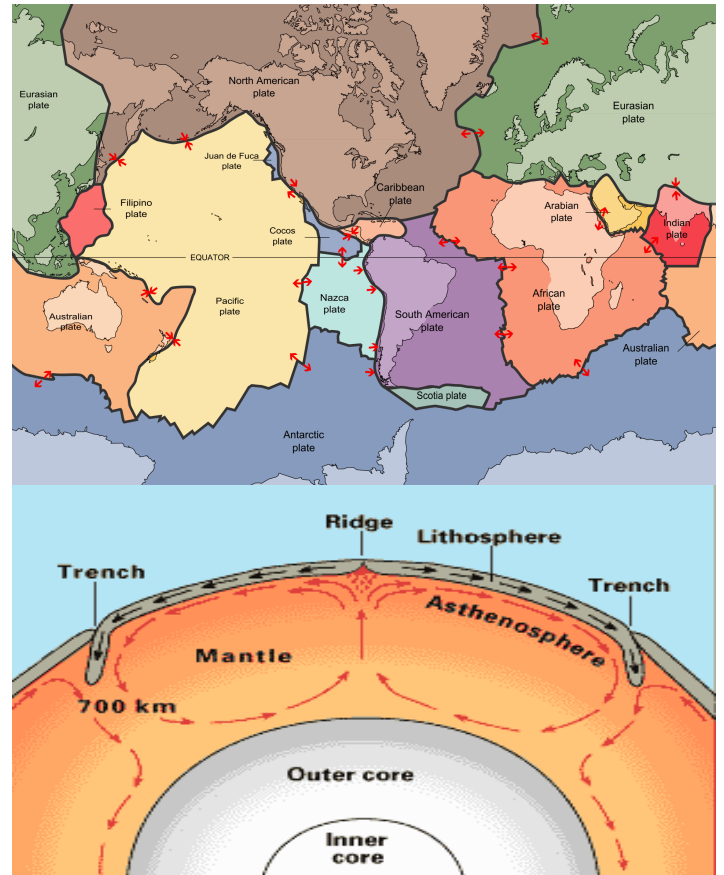 North American
plate
Eurasian
plate
Eurasian
plate
Juan de Fuca
plate
Caribbean
plate
Filipino
plate
Arabian
plate
Cocos
plate
Indian
plate
EQUATOR
Australian
plate
Pacific
plate
Nazca
plate
South American
plate
African
plate
Australian
plate
Scotia plate
Antarctic
plate
Ridge
Lithosphere
Trench
Trench
Asthenosphere
Mantle
700 km
Outer core
Inner
core